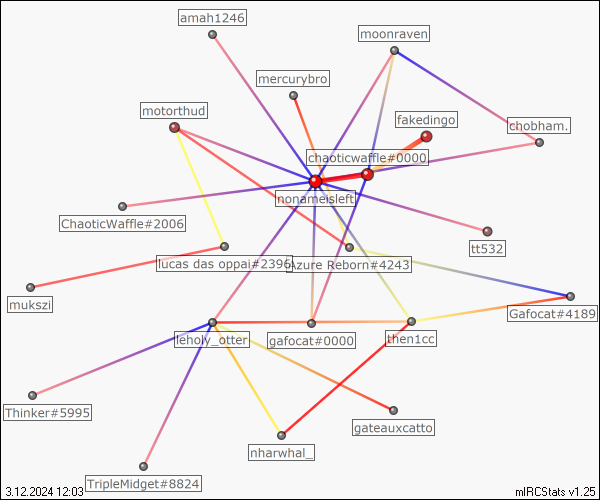 amah1246
moonraven
mercurybro
motorthud
fakedingo
chobham.
chaoticwaffle#0000
nonameisleft
ChaoticWaffle#2006
tt532
lucas das oppai#2396
Azure Reborn#4243
mukszi
Gafocat#4189
leholy_otter
gafocat#0000
then1cc
Thinker#5995
gateauxcatto
nharwhal_
TripleMidget#8824
3.12.2024 12:03
mIRCStats v1.25